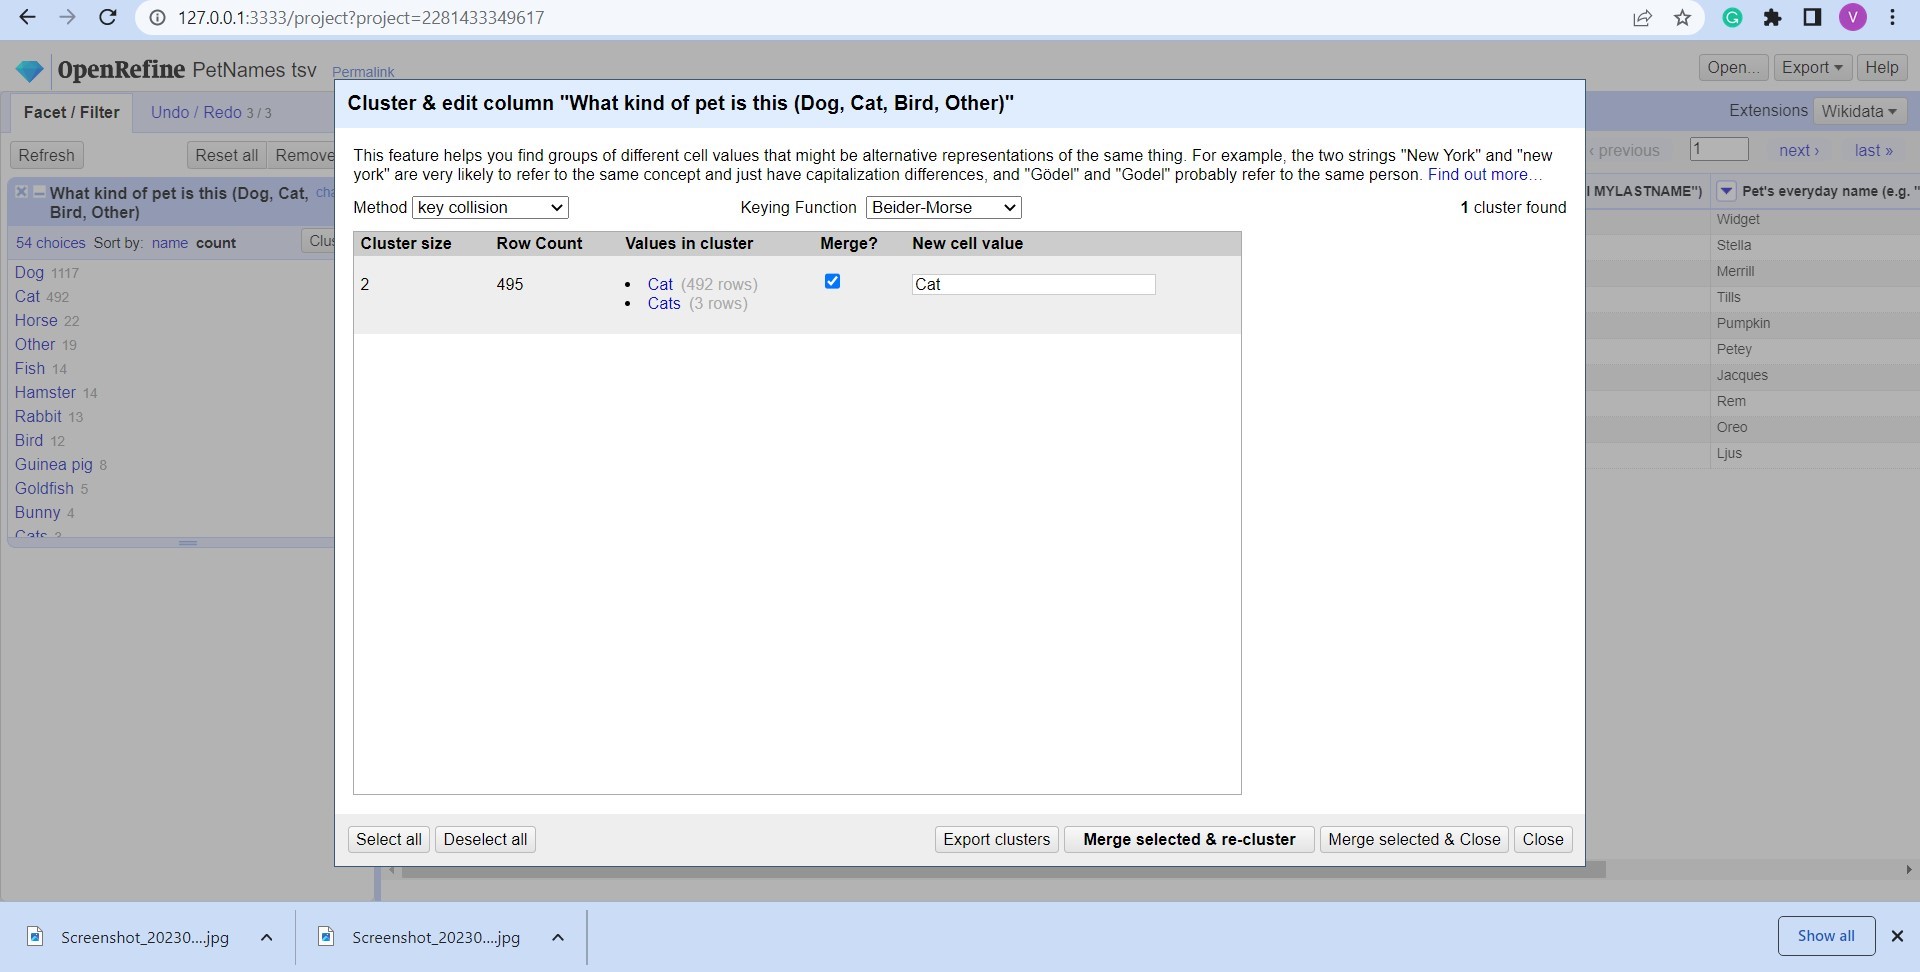 127.0.0.1:3333/project?project=2281433349617
G
V
OpenRefine PetNames tsv Permalink
Open... Export Help
Facet / Filter Undo / Redo 3 / 3
Extensions Wikidata
Refresh Reset all Remove
‹ previous 1 next › last »
What kind of pet is this (Dog, Cat, Bird, Other) cha
54 choices Sort by: name count Clus
Dog 1117
Cat 492
Horse 22
Other 19
Fish 14
Hamster 14
Rabbit 13
Bird 12
Guinea pig 8
Goldfish 5
Bunny 4
Cats 3
Cluster & edit column "What kind of pet is this (Dog, Cat, Bird, Other)"
This feature helps you find groups of different cell values that might be alternative representations of the same thing. For example, the two strings "New York" and "new
york" are very likely to refer to the same concept and just have capitalization differences, and "Gödel" and "Godel" probably refer to the same person. Find out more...
Method key collision Keying Function Beider-Morse 1 cluster found
Cluster size Row Count Values in cluster Merge? New cell value
2 495 • Cat (492 rows) Cat
• Cats (3 rows)
Select all Deselect all Export clusters Merge selected & re-cluster Merge selected & Close Close
I MYLASTNAME") Pet's everyday name (e.g. "
Widget
Stella
Merrill
Tills
Pumpkin
Petey
Jacques
Rem
Oreo
Ljus
Screenshot_20230....jpg Screenshot_20230....jpg Show all